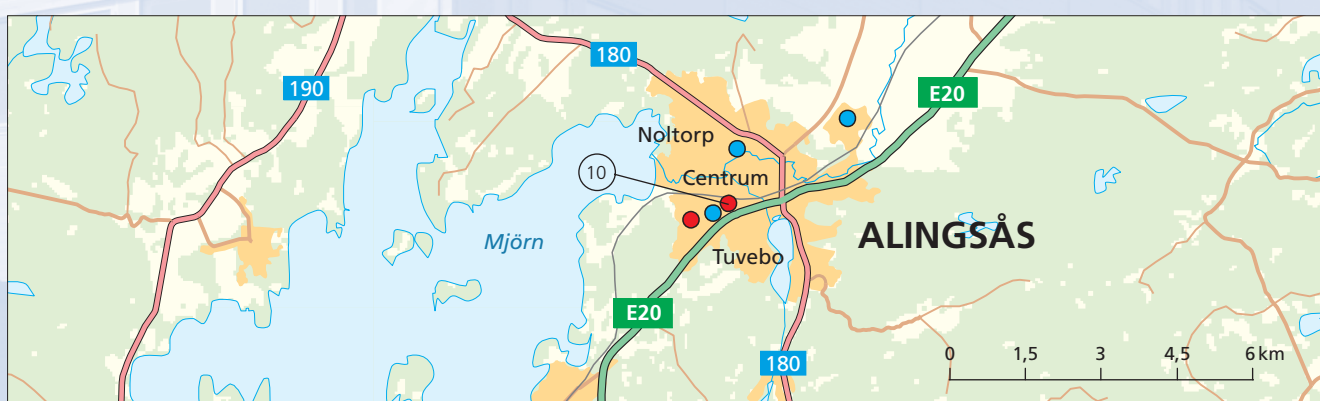 180
190
E20
Noltorp
10
Centrum
ALINGSÅS
Mjörn
Tuvebo
E20
0 1,5 3 4,5 6 km
180